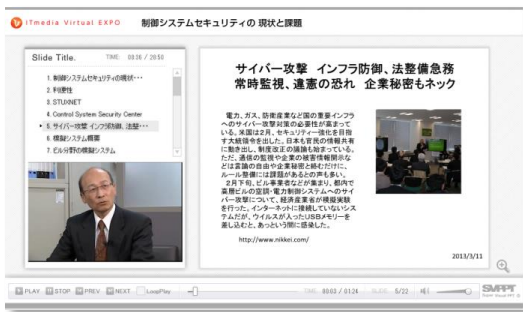 ITmedia Virtual EXPO 制御システムセキュリティの 現状と課題
Slide Title.
1. 制御システムセキュリティの現状・・・
2. 利便性
3. STUXNET
4. Control System Security Center
5. サイバー攻撃 インフラ防御、法整・・・
6. 模擬システム概要
7. ビル分野の模擬システム
サイバー攻撃 インフラ防御、法整備急務
常時監視、違憲の恐れ 企業秘密もネック
電力、ガス、防衛産業など国の重要インフラ
へのサイバー攻撃対策の必要性が高まって
いる。米国は2月、セキュリティー強化を目指
す大統領令を出した。日本も官民の情報共有
に動き出し、制度改正の議論も始まっている。
ただ、通信の監視や企業の被害情報開示な
どは言論の自由や企業秘密と絡むだけに、
ルール整備には課題があるとの声も多い。
2月下旬、ビル事業者などが集まり、都内で
高層ビルの空調・電力制御システムへのサイ
バー攻撃について、経済産業省が模擬実験
を行った。インターネットに接続していないシス
テムだが、ウイルスが入ったUSBメモリーを
差し込むと、あっという間に感染した。
http://www.nikkei.com/
2013/3/11
PLAY STOP PREV NEXT LoopPlay TIME: 00:03 / 01:26 SLIDE: 5/22